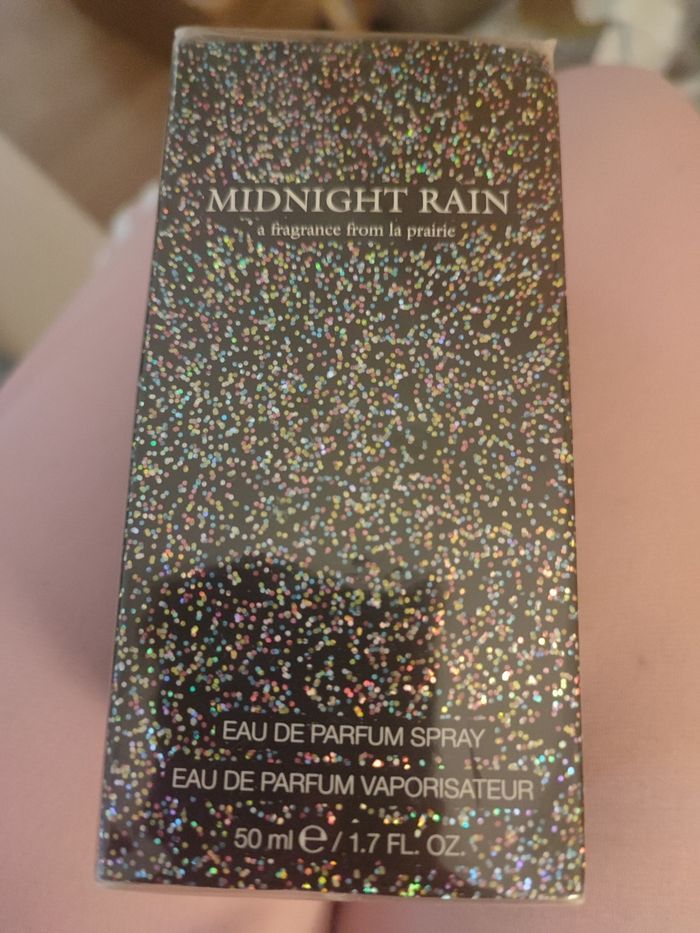 MIDNIGHT RAIN
a fragrance from la prairie
EAU DE PARFUM SPRAY
EAU DE PARFUM VAPORISATEUR
50 ml ℮ / 1.7 FL. OZ.